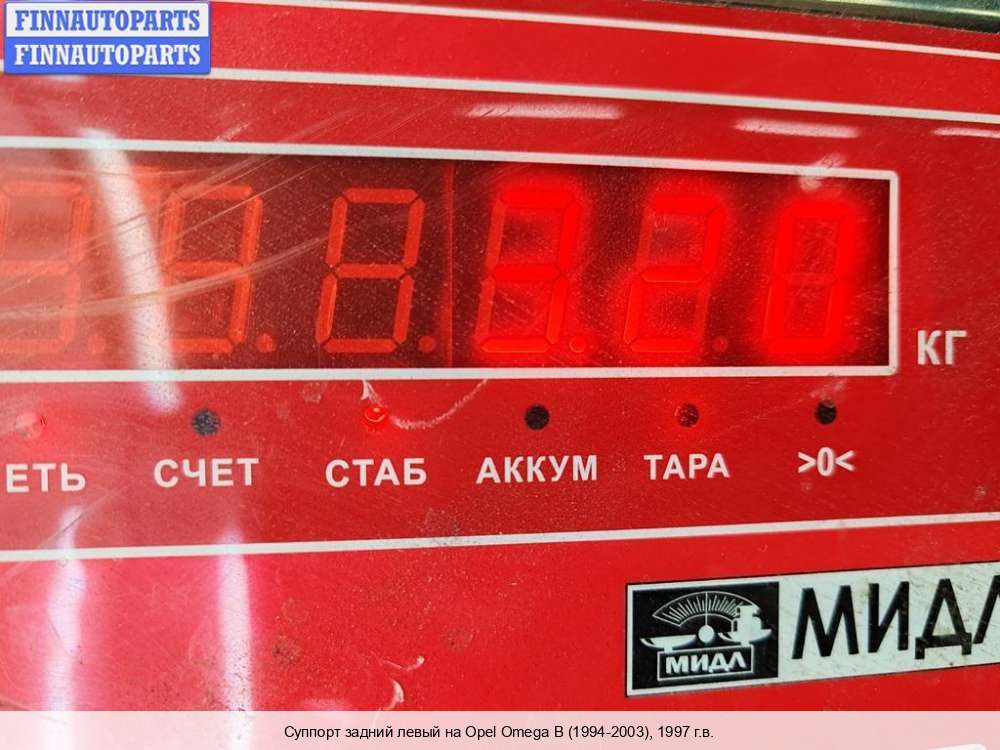 FINNAUTOPARTS
FINNAUTOPARTS
КГ
ЕТЬ СЧЕТ СТАБ АККУМ ТАРА >0<
МИДЛ
МИДЛ
Суппорт задний левый на Opel Omega B (1994-2003), 1997 г.в.